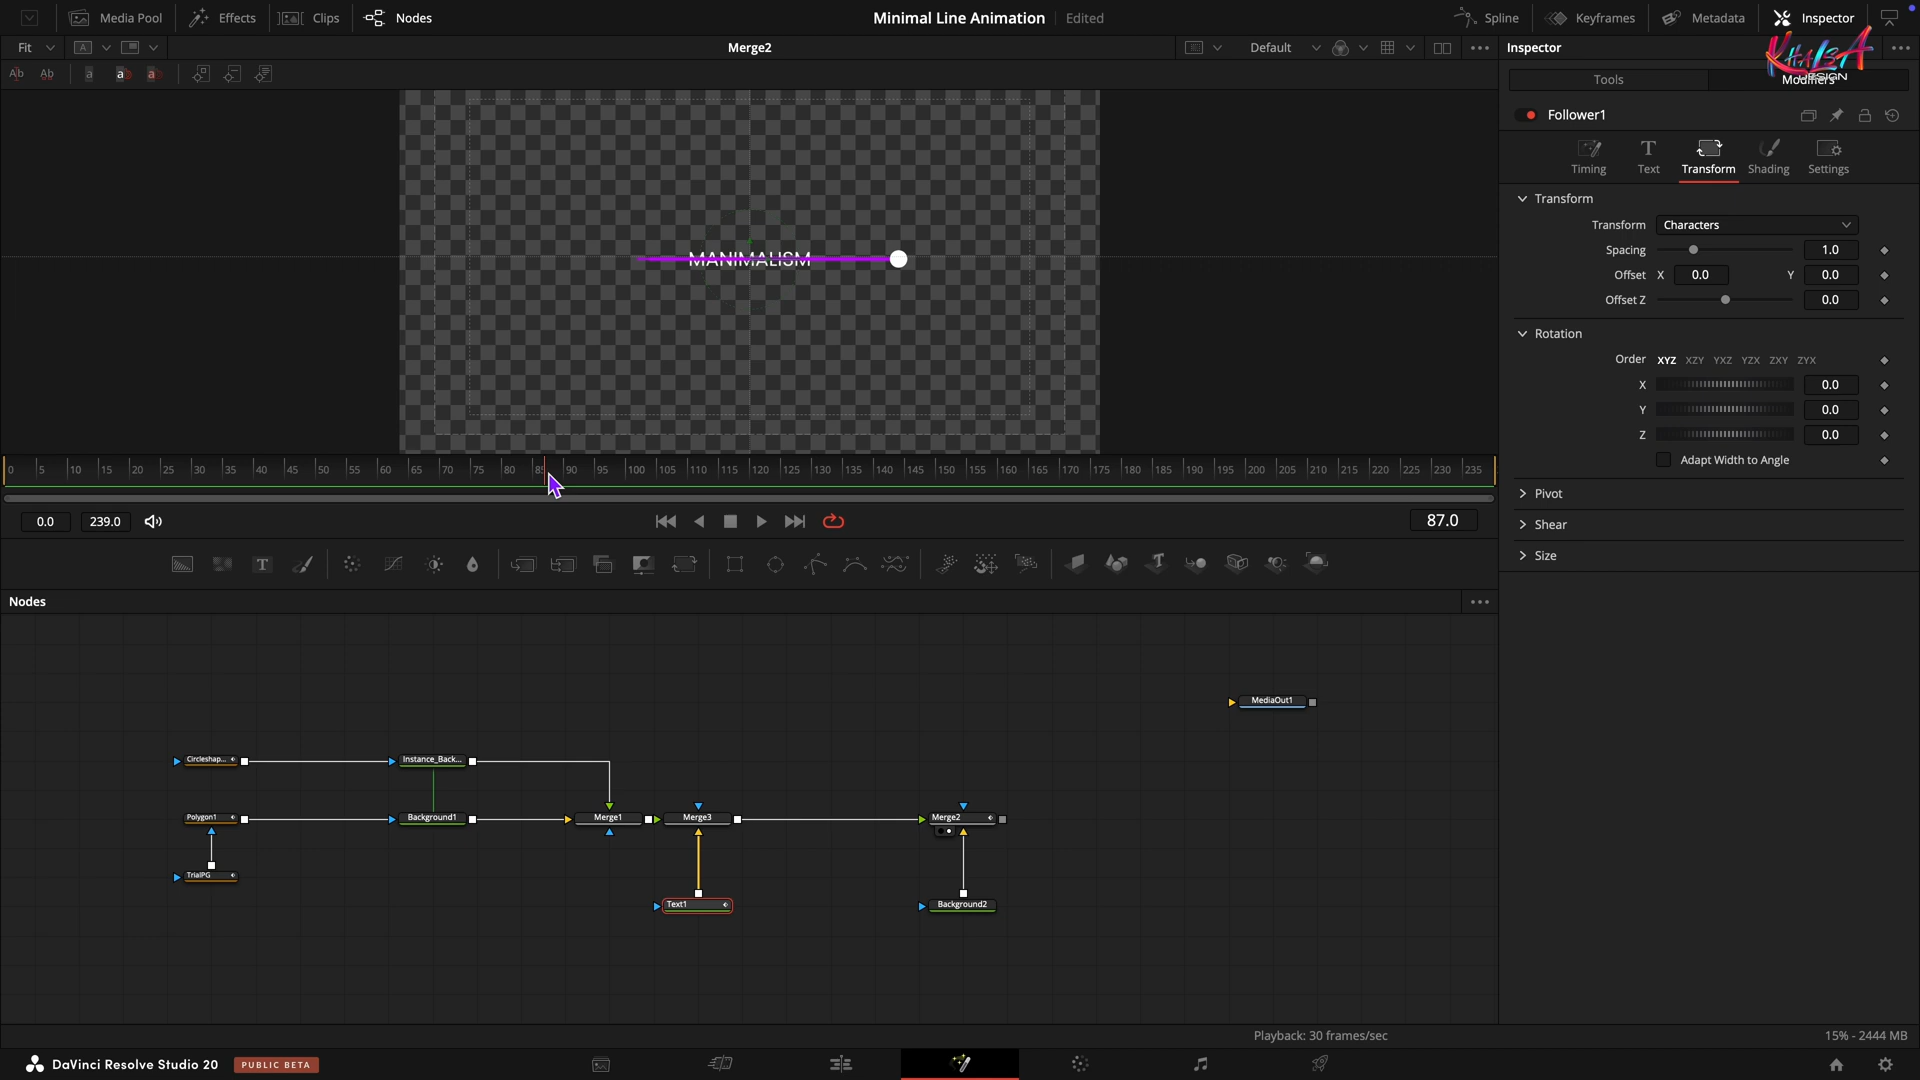 Media Pool Effects Clips Nodes Minimal Line Animation Edited Spline Keyframes Metadata Inspector
Fit A Merge2 Default Inspector
KHALSA
DESIGN
Tools Modifiers
Follower1
Timing Text Transform Shading Settings
Transform
Transform Characters
Spacing 1.0
Offset X 0.0 Y 0.0
Offset Z 0.0
Rotation
Order XYZ XZY YXZ YZX ZXY ZYX
X 0.0
Y 0.0
Z 0.0
Adapt Width to Angle
Pivot
Shear
Size
MANIMALISM
0 5 10 15 20 25 30 35 40 45 50 55 60 65 70 75 80 85 90 95 100 105 110 115 120 125 130 135 140 145 150 155 160 165 170 175 180 185 190 195 200 205 210 215 220 225 230 235
0.0 239.0 87.0
Nodes
MediaOut1
Circleshap... Instance_Back...
Polygon1 Background1 Merge1 Merge3 Merge2
TrialPG
Text1 Background2
Playback: 30 frames/sec 15% - 2444 MB
DaVinci Resolve Studio 20 PUBLIC BETA